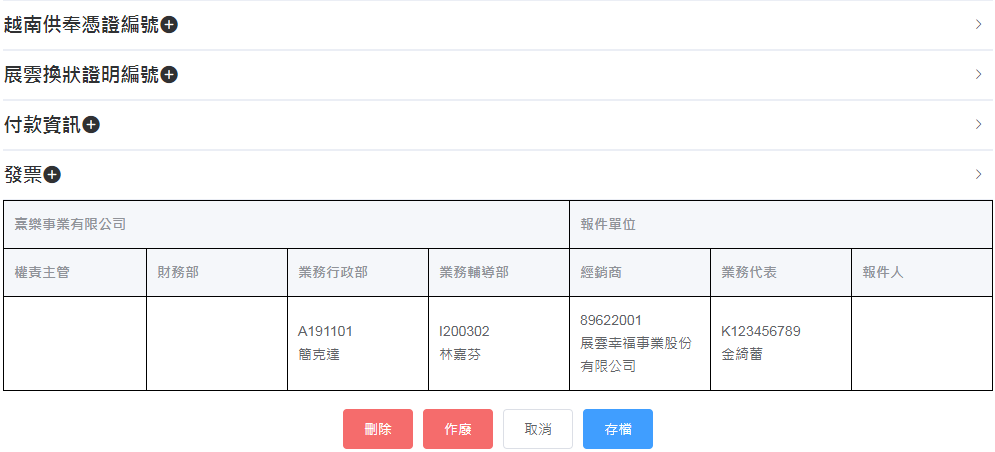 越南供奉憑證編號
展雲換狀證明編號
付款資訊
發票
熹樂事業有限公司 報件單位
權責主管 財務部 業務行政部 業務輔導部 經銷商 業務代表 報件人
A191101
簡克達
I200302
林嘉芬
89622001
展雲幸福事業股份
有限公司
K123456789
金綺蕾
刪除 作廢 取消 存檔